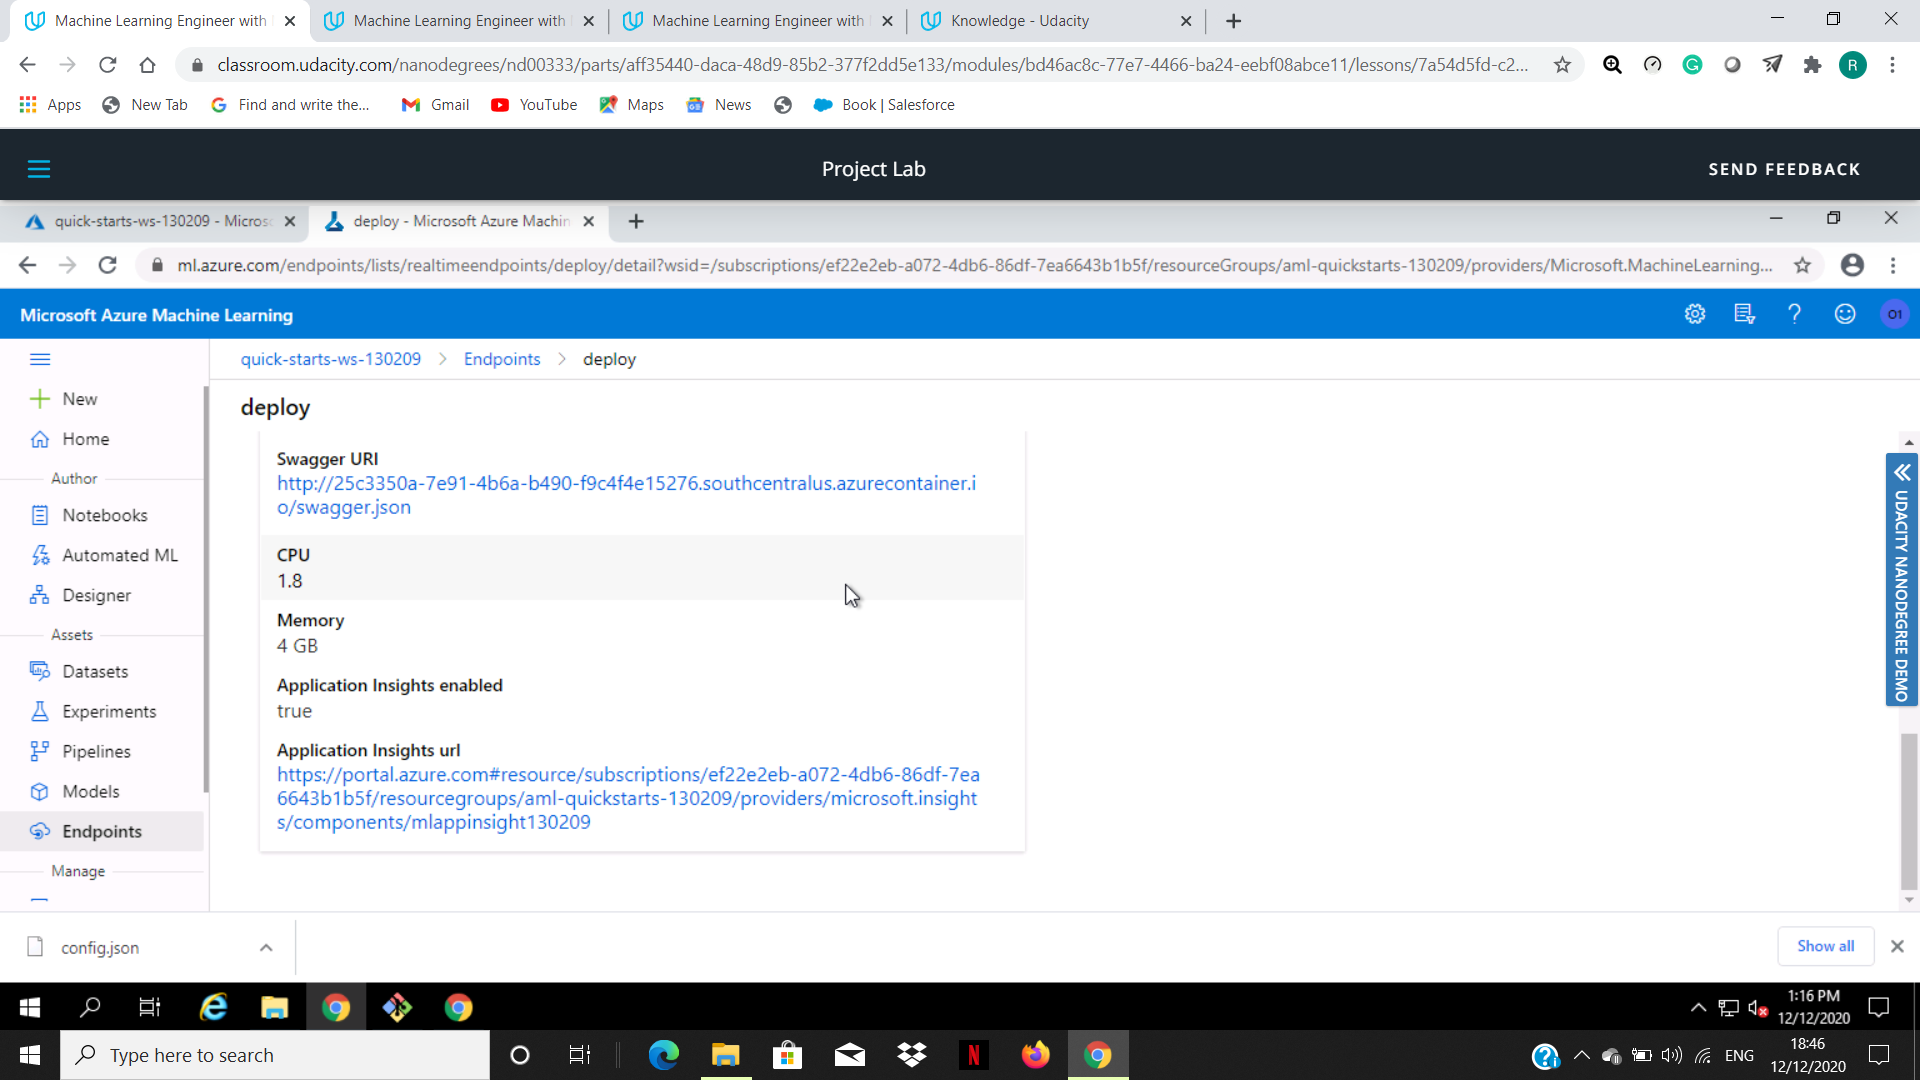 Machine Learning Engineer with
Machine Learning Engineer with
Machine Learning Engineer with
Knowledge - Udacity
classroom.udacity.com/nanodegrees/nd00333/parts/aff35440-daca-48d9-85b2-377f2dd5e133/modules/bd46ac8c-77e7-4466-ba24-eebf08abce11/lessons/7a54d5fd-c2...
R
Apps
New Tab
Find and write the...
Gmail
YouTube
Maps
News
Book | Salesforce
Project Lab
SEND FEEDBACK
quick-starts-ws-130209 - Micros
deploy - Microsoft Azure Machin
ml.azure.com/endpoints/lists/realtimeendpoints/deploy/detail?wsid=/subscriptions/ef22e2eb-a072-4db6-86df-7ea6643b1b5f/resourceGroups/aml-quickstarts-130209/providers/Microsoft.MachineLearning...
Microsoft Azure Machine Learning
O1
quick-starts-ws-130209 > Endpoints > deploy
New
Home
Author
Notebooks
Automated ML
Designer
Assets
Datasets
Experiments
Pipelines
Models
Endpoints
Manage
deploy
Swagger URI
http://25c3350a-7e91-4b6a-b490-f9c4f4e15276.southcentralus.azurecontainer.i
o/swagger.json
CPU
1.8
Memory
4 GB
Application Insights enabled
true
Application Insights url
https://portal.azure.com#resource/subscriptions/ef22e2eb-a072-4db6-86df-7ea
6643b1b5f/resourcegroups/aml-quickstarts-130209/providers/microsoft.insight
s/components/mlappinsight130209
UDACITY NANODEGREE DEMO
config.json
Show all
1:16 PM
12/12/2020
Type here to search
ENG
18:46
12/12/2020